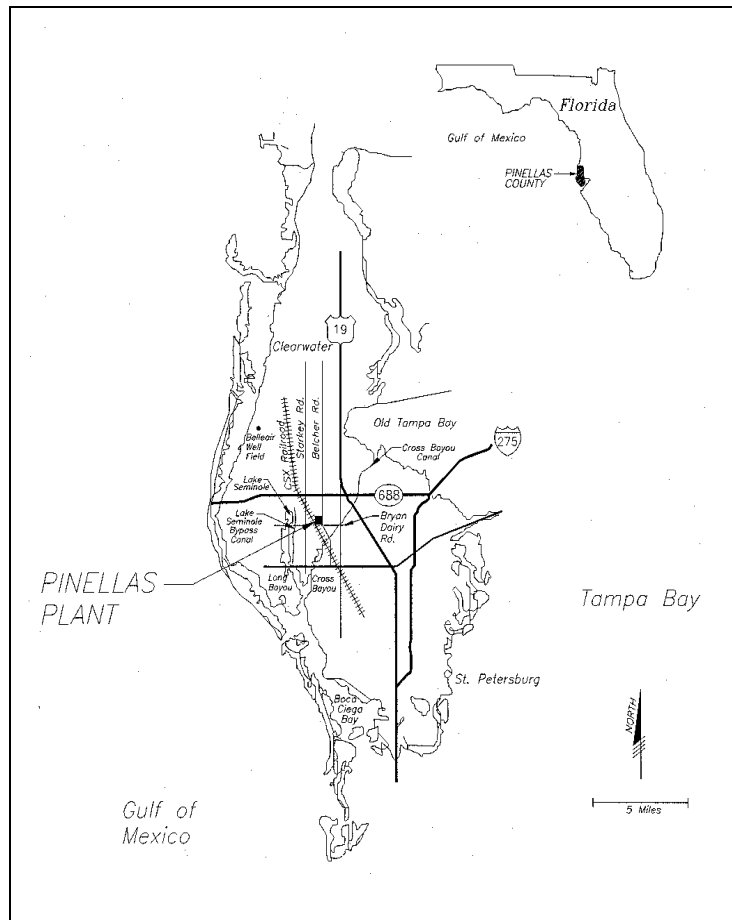 Florida
Gulf of Mexico
PINELLAS
COUNTY
19
Clearwater
CSX Railroad
Starkey Rd.
Belcher Rd.
Old Tampa Bay
275
Belleair
Well
Field
Cross Bayou
Canal
Lake
Seminole
688
Lake
Seminole
Bypass
Canal
Bryan
Dairy
Rd.
PINELLAS
PLANT
Long
Bayou
Cross
Bayou
Tampa Bay
St. Petersburg
Boca
Ciega
Bay
NORTH
Gulf of
Mexico
5 Miles